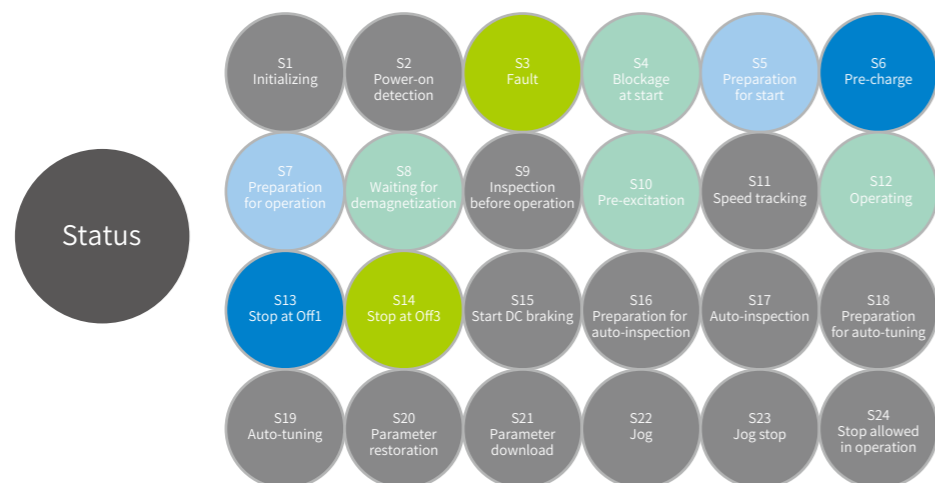 Status
S1
Initializing
S2
Power-on
detection
S3
Fault
S4
Blockage
at start
S5
Preparation
for start
S6
Pre-charge
S7
Preparation
for operation
S8
Waiting for
demagnetization
S9
Inspection
before operation
S10
Pre-excitation
S11
Speed tracking
S12
Operating
S13
Stop at Off1
S14
Stop at Off3
S15
Start DC braking
S16
Preparation for
auto-inspection
S17
Auto-inspection
S18
Preparation
for auto-tuning
S19
Auto-tuning
S20
Parameter
restoration
S21
Parameter
download
S22
Jog
S23
Jog stop
S24
Stop allowed
in operation